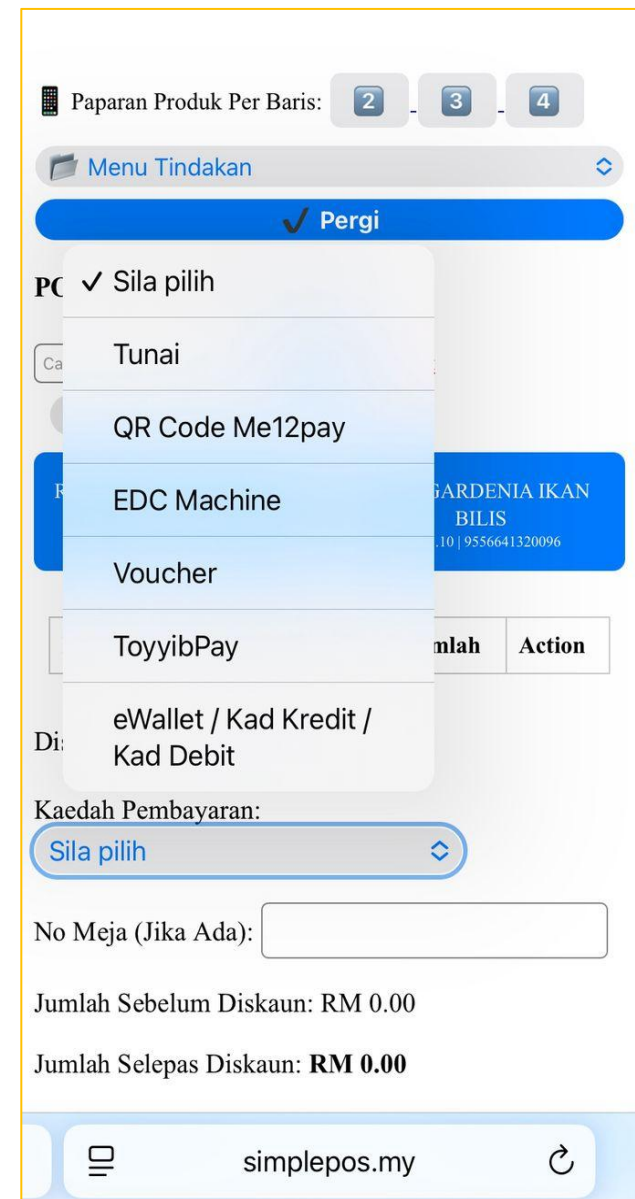 Paparan Produk Per Baris: 2 - 3 - 4
Menu Tindakan
Pergi
Sila pilih
Tunai
QR Code Me12pay
EDC Machine
Voucher
ToyyibPay
eWallet / Kad Kredit /
Kad Debit
GARDENIA IKAN
BILIS
.10 | 9556641320096
Action
Kaedah Pembayaran:
Sila pilih
No Meja (Jika Ada):
Jumlah Sebelum Diskaun: RM 0.00
Jumlah Selepas Diskaun: RM 0.00
simplepos.my